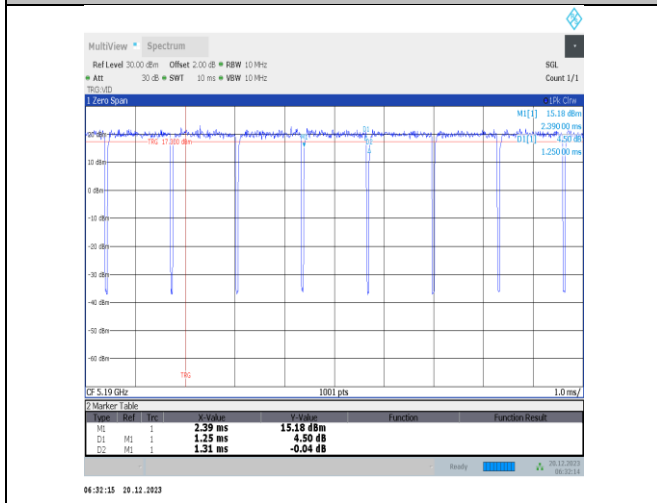 MultiView Spectrum
Ref Level 30.00 dBm Offset 2.00 dB RBW 10 MHz SGL
Att 30 dB SWT 10 ms VBW 10 MHz Count 1/1
TRG:VID
1 Zero Span 1Pk Clrw
M1[1] 15.18 dBm
2.390 00 ms
D1[1] 4.50 dB
1.250 00 ms
20 dBm
TRG 17.300 dBm
10 dBm
0 dBm
-10 dBm
-20 dBm
-30 dBm
-40 dBm
-50 dBm
-60 dBm
TRG
CF 5.19 GHz 1001 pts 1.0 ms/
2 Marker Table
Type Ref Trc X-Value Y-Value Function Function Result
M1 1 2.39 ms 15.18 dBm
D1 M1 1 1.25 ms 4.50 dB
D2 M1 1 1.31 ms -0.04 dB
Ready 20.12.2023
06:32:14
06:32:15 20.12.2023